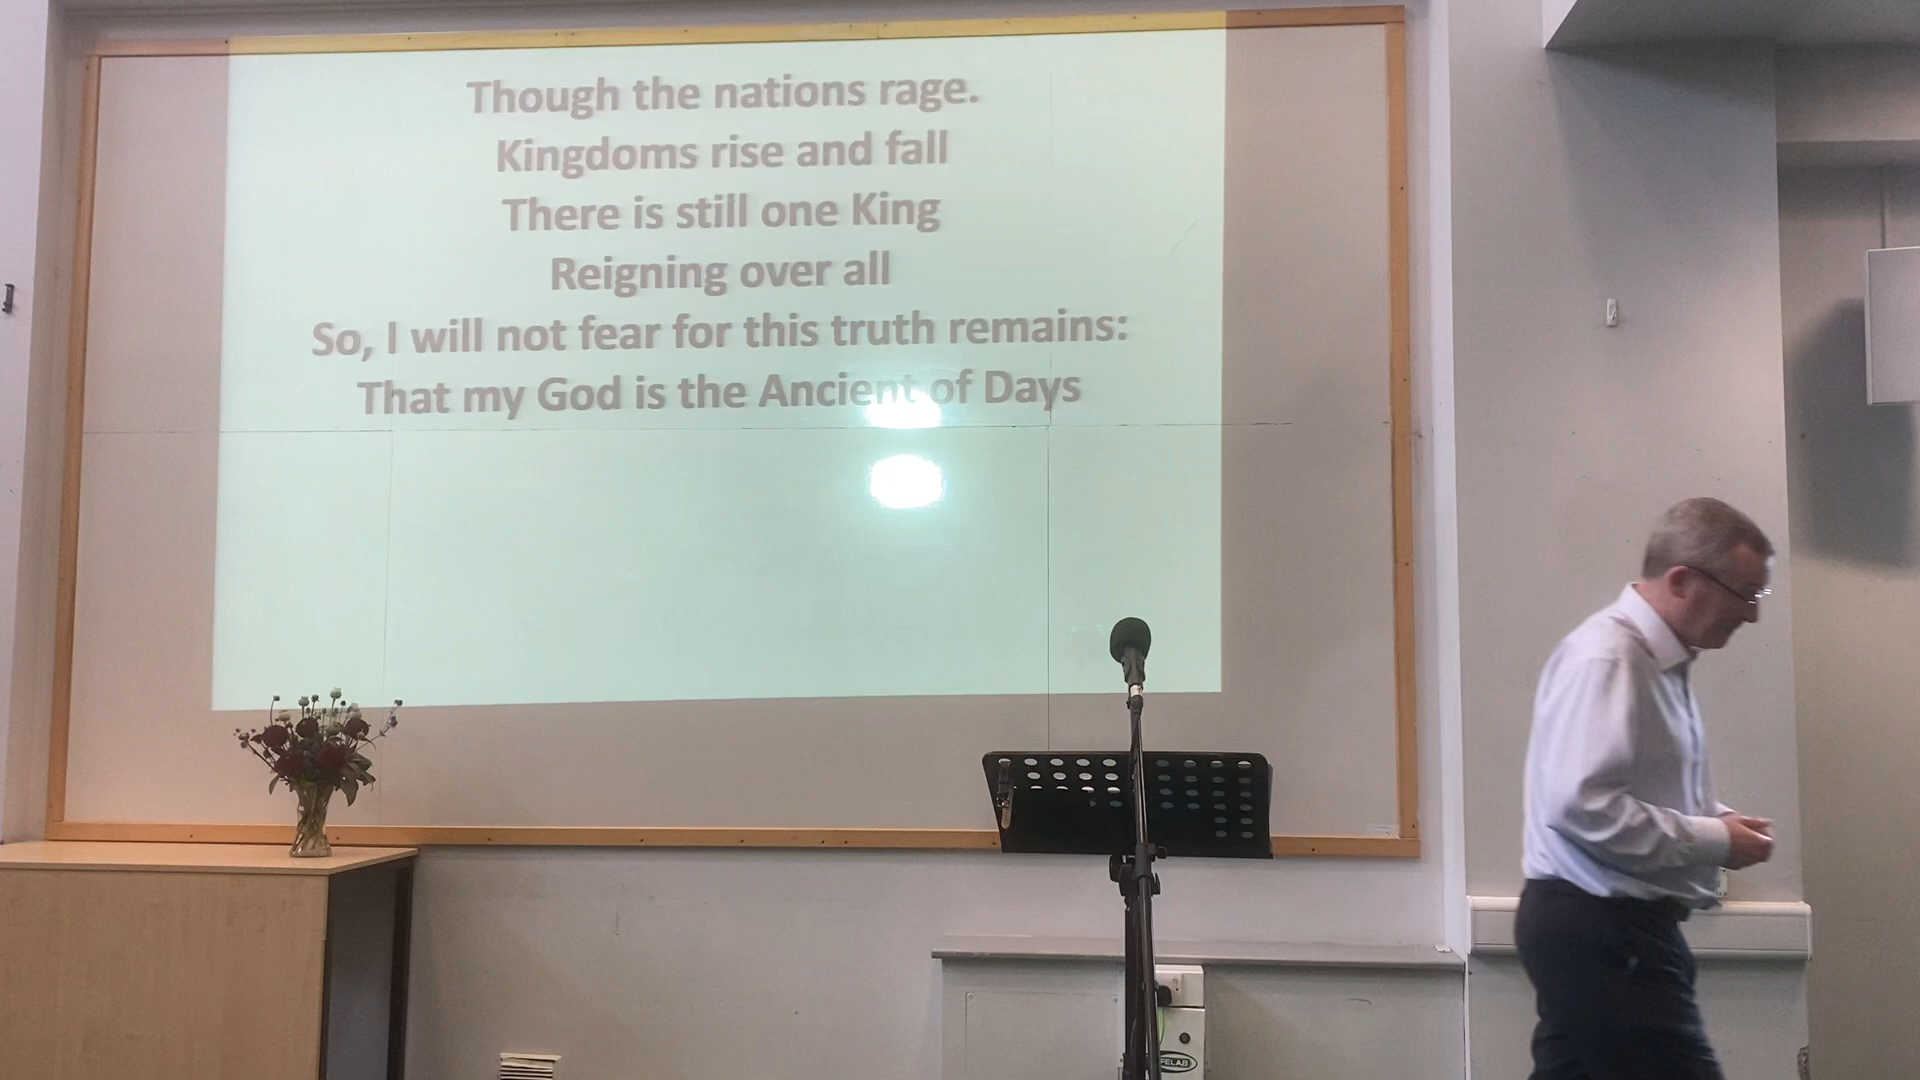 Though the nations rage.
Kingdoms rise and fall
There is still one King
Reigning over all
So, I will not fear for this truth remains:
That my God is the Ancient of Days